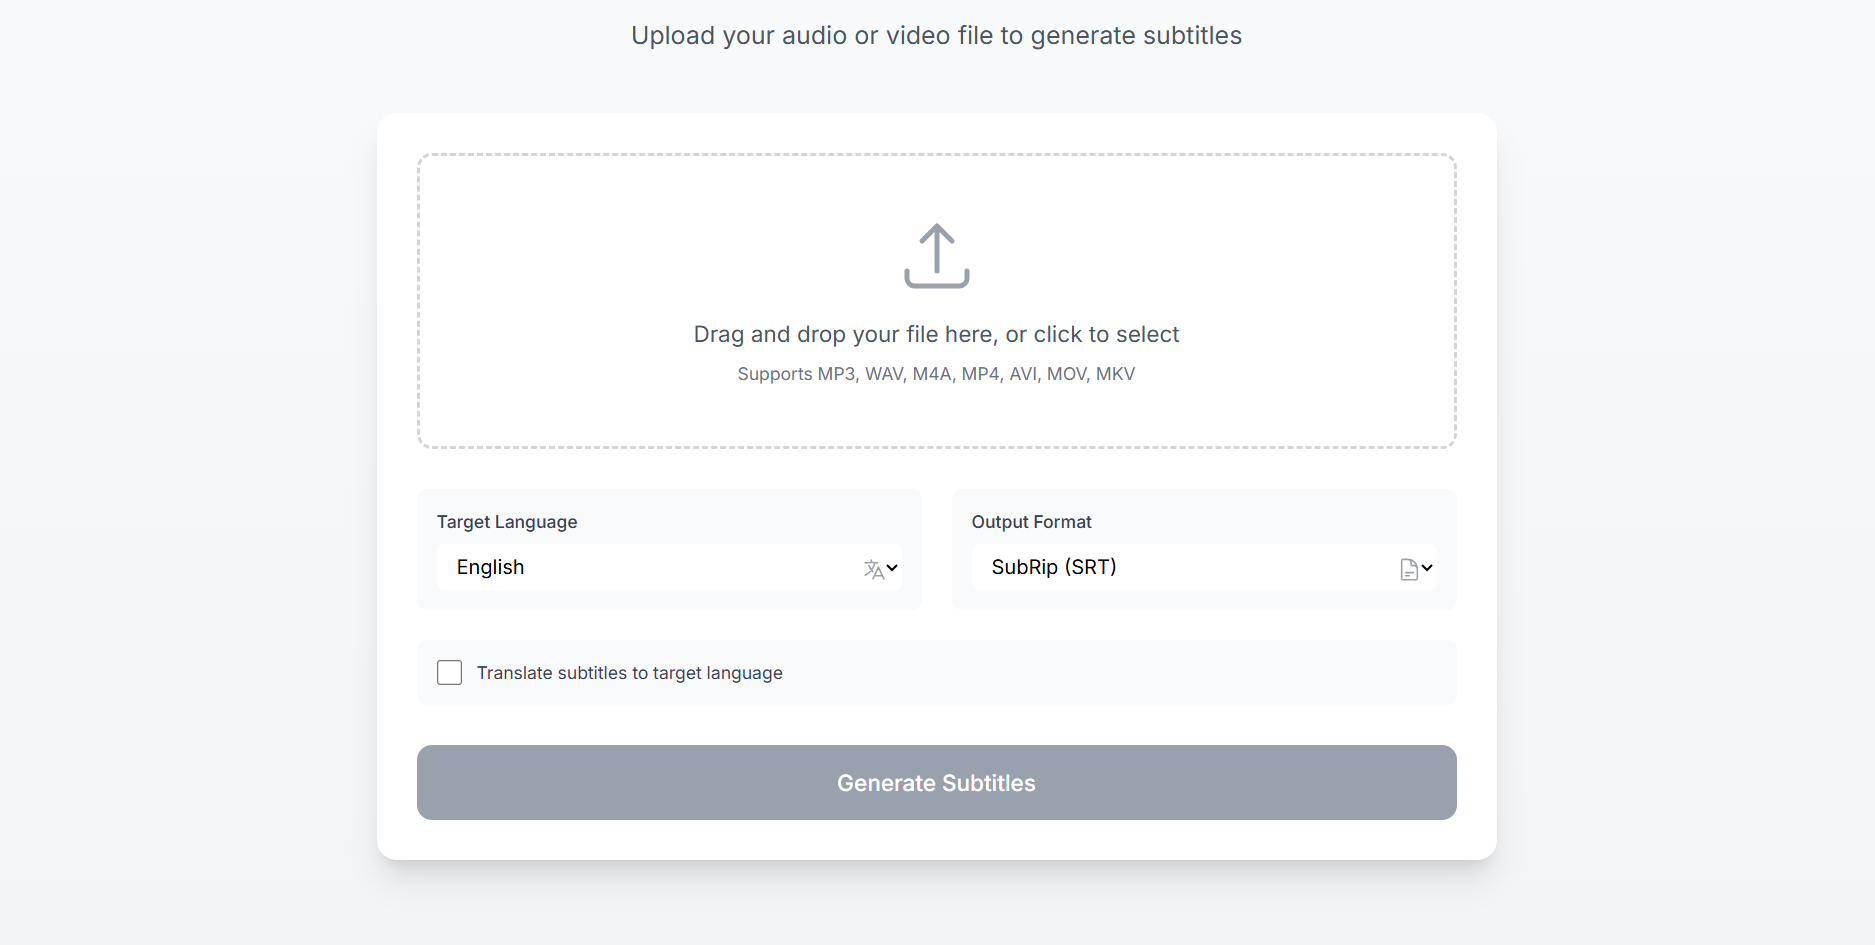 Upload your audio or video file to generate subtitles
Drag and drop your file here, or click to select
Supports MP3, WAV, M4A, MP4, AVI, MOV, MKV
Target Language
English
Output Format
SubRip (SRT)
Translate subtitles to target language
Generate Subtitles